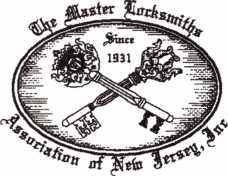 The Master Locksmiths
Since
1931
Association of New Jersey, Inc